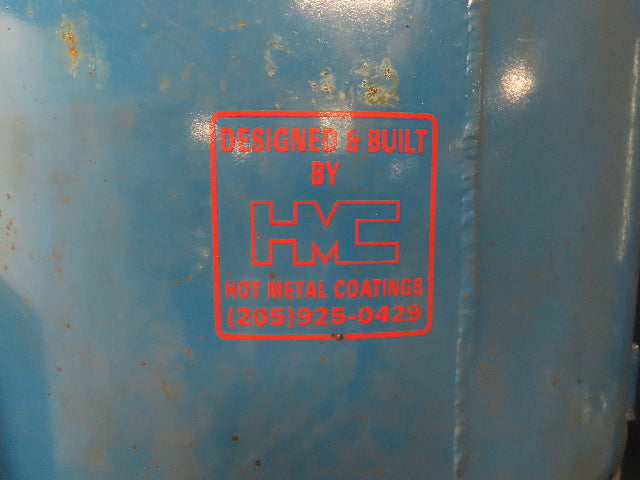 DESIGNED & BUILT
BY
HMC
HOT METAL COATINGS
(205)925-0429